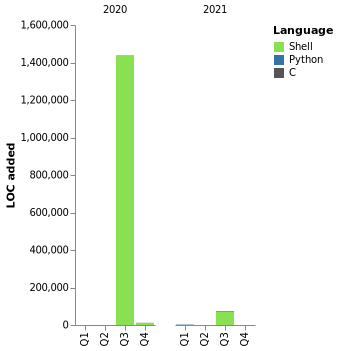 2020
2021
LOC added
1,600,000
1,400,000
1,200,000
1,000,000
800,000
600,000
400,000
200,000
0
Q1
Q2
Q3
Q4
Q1
Q2
Q3
Q4
Language
Shell
Python
C